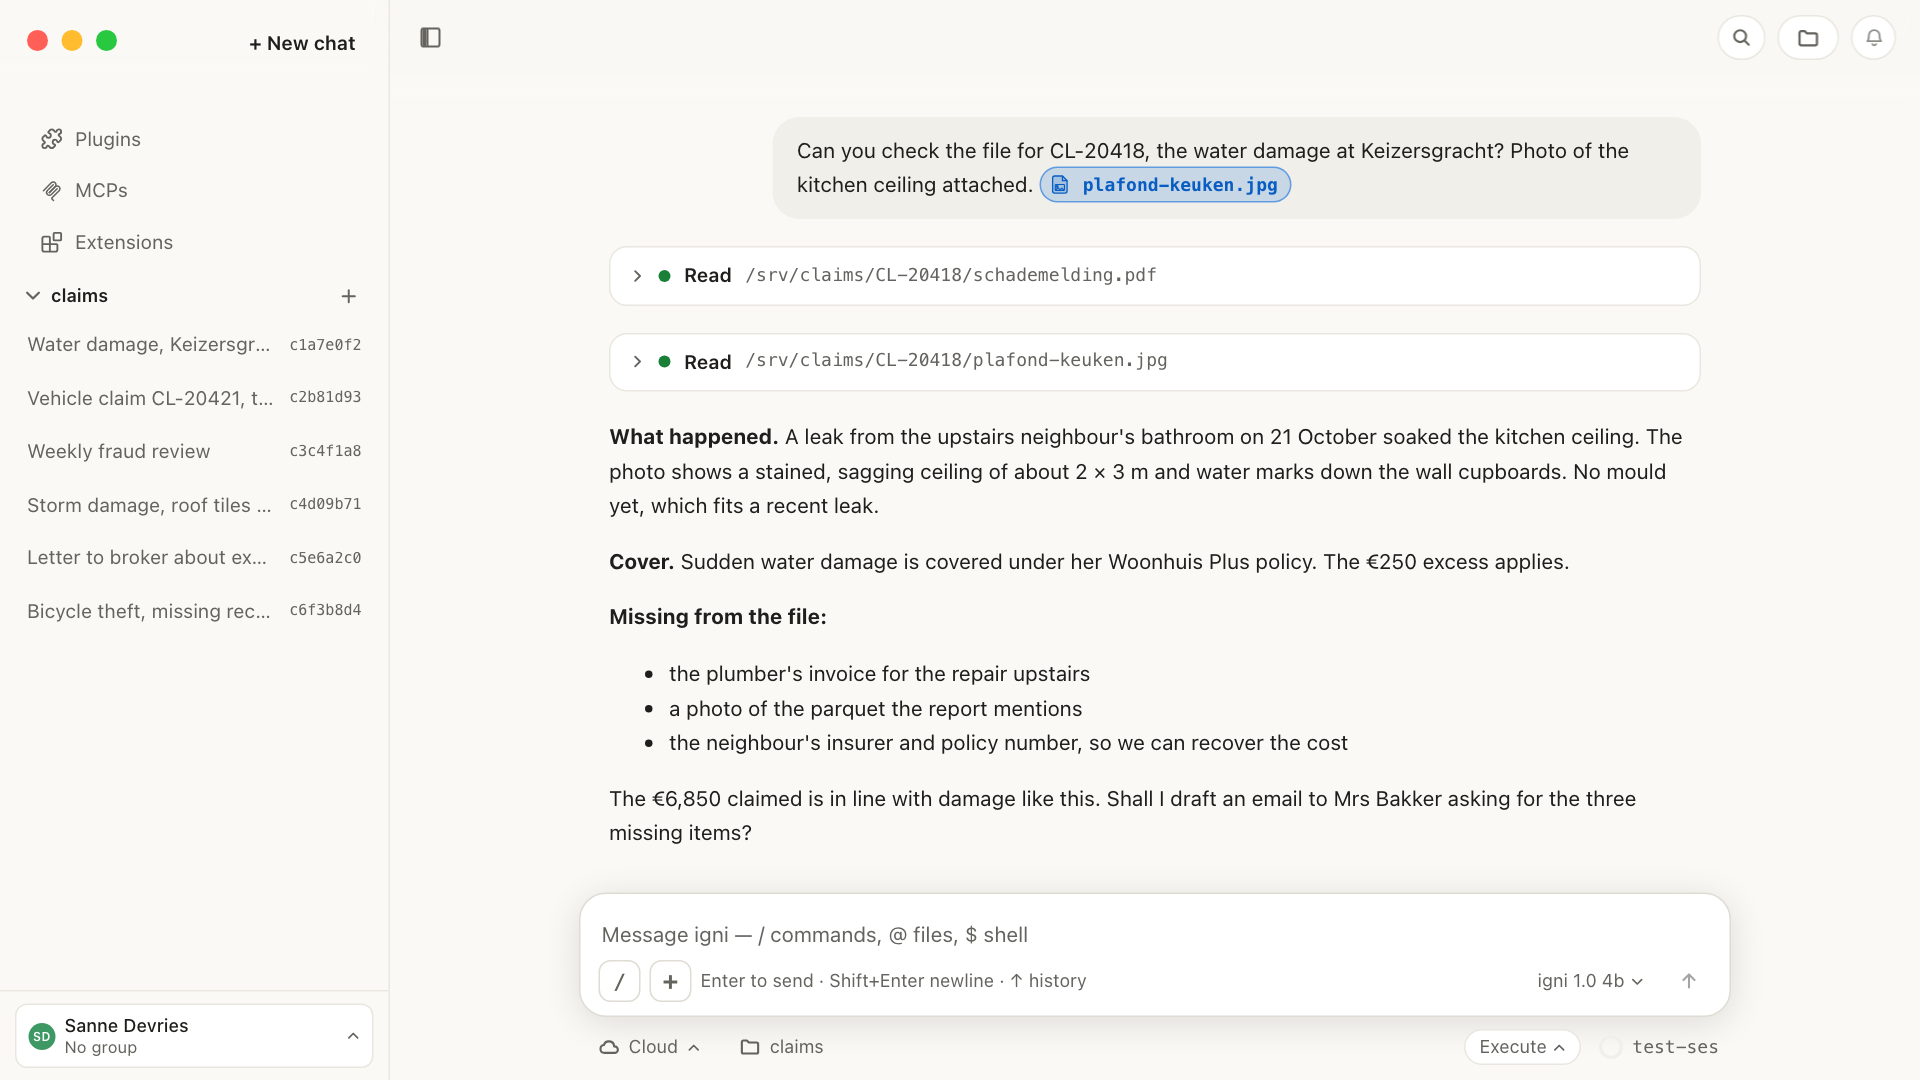 + New chat
Plugins
MCPs
Extensions
claims
Water damage, Keizersgr... c1a7e0f2
Vehicle claim CL-20421, t... c2b81d93
Weekly fraud review c3c4f1a8
Storm damage, roof tiles ... c4d09b71
Letter to broker about ex... c5e6a2c0
Bicycle theft, missing rec... c6f3b8d4
SD
Sanne Devries
No group
Can you check the file for CL-20418, the water damage at Keizersgracht? Photo of the
kitchen ceiling attached. plafond-keuken.jpg
Read /srv/claims/CL-20418/schademelding.pdf
Read /srv/claims/CL-20418/plafond-keuken.jpg
What happened. A leak from the upstairs neighbour's bathroom on 21 October soaked the kitchen ceiling. The
photo shows a stained, sagging ceiling of about 2 × 3 m and water marks down the wall cupboards. No mould
yet, which fits a recent leak.
Cover. Sudden water damage is covered under her Woonhuis Plus policy. The €250 excess applies.
Missing from the file:
• the plumber's invoice for the repair upstairs
• a photo of the parquet the report mentions
• the neighbour's insurer and policy number, so we can recover the cost
The €6,850 claimed is in line with damage like this. Shall I draft an email to Mrs Bakker asking for the three
missing items?
Message igni — / commands, @ files, $ shell
/ + Enter to send · Shift+Enter newline · ↑ history igni 1.0 4b
Cloud claims Execute test-ses